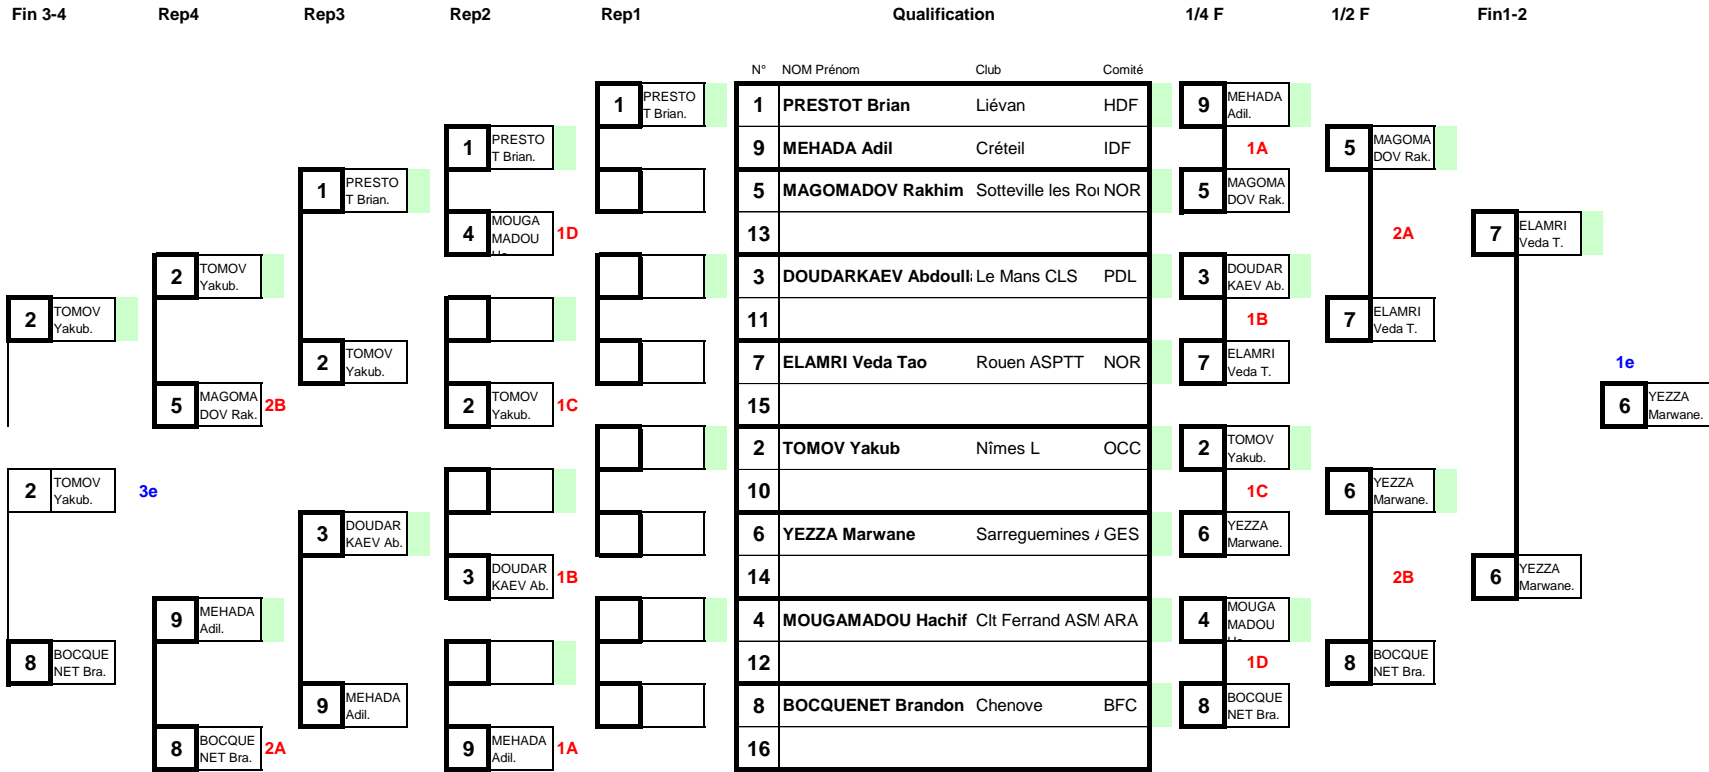 Fin 3-4 Rep4 Rep3 Rep2 Rep1 Qualification 1/4 F 1/2 F Fin1-2
N° NOM Prénom Club Comité
1 PRESTO
T Brian.
1 PRESTOT Brian Liévan HDF
9 MEHADA
Adil.
1 PRESTO
T Brian.
9 MEHADA Adil Créteil IDF
1A
5 MAGOMA
DOV Rak.
1 PRESTO
T Brian.
5 MAGOMADOV Rakhim Sotteville les Rou NOR
5 MAGOMA
DOV Rak.
4 MOUGA
MADOU
1D
13
2A
7 ELAMRI
Veda T.
2 TOMOV
Yakub.
3 DOUDARKAEV Abdoull Le Mans CLS PDL
3 DOUDAR
KAEV Ab.
2 TOMOV
Yakub.
11
1B
7 ELAMRI
Veda T.
2 TOMOV
Yakub.
7 ELAMRI Veda Tao Rouen ASPTT NOR
7 ELAMRI
Veda T.
1e
5 MAGOMA
DOV Rak.
2B
2 TOMOV
Yakub.
1C
15
6 YEZZA
Marwane.
2 TOMOV Yakub Nîmes L OCC
2 TOMOV
Yakub.
2 TOMOV
Yakub.
3e
10
1C
6 YEZZA
Marwane.
3 DOUDAR
KAEV Ab.
6 YEZZA Marwane Sarreguemines GES
6 YEZZA
Marwane.
3 DOUDAR
KAEV Ab.
1B
14
2B
6 YEZZA
Marwane.
9 MEHADA
Adil.
4 MOUGAMADOU Hachif Clt Ferrand ASM ARA
4 MOUGA
MADOU
8 BOCQUE
NET Bra.
12
1D
8 BOCQUE
NET Bra.
9 MEHADA
Adil.
8 BOCQUENET Brandon Chenove BFC
8 BOCQUE
NET Bra.
8 BOCQUE
NET Bra.
2A
9 MEHADA
Adil.
1A
16